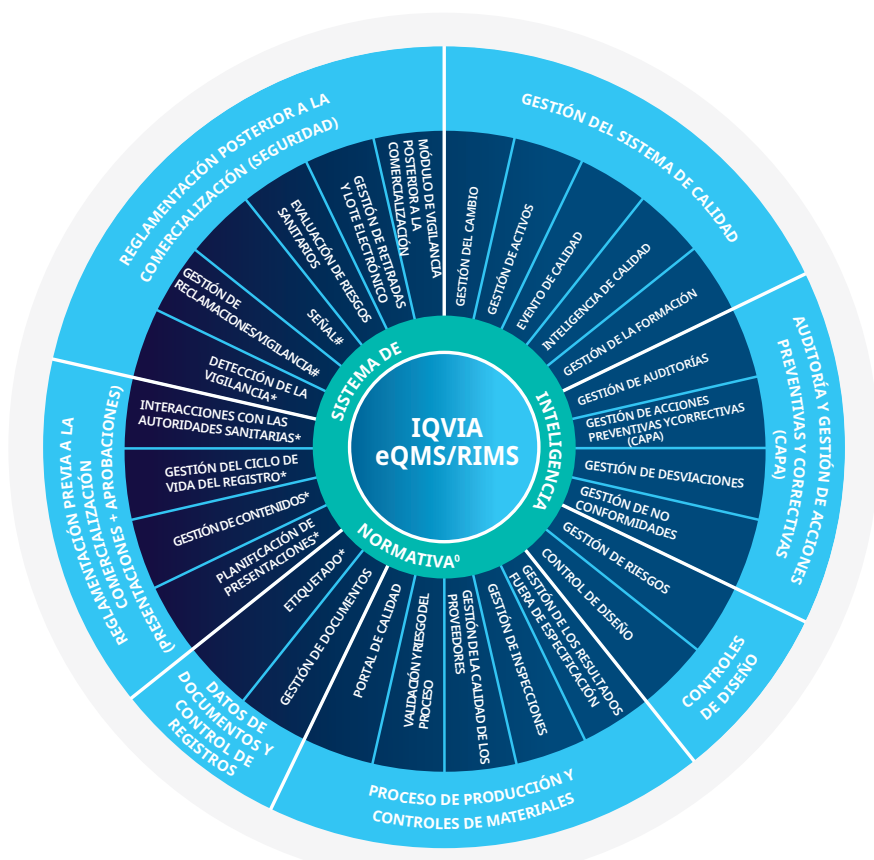 IQVIA
eQMS/RIMS
SISTEMA DE
INTELIGENCIA
NORMATIVA⁰
GESTIÓN DEL SISTEMA DE CALIDAD
GESTIÓN DEL CAMBIO
GESTIÓN DE ACTIVOS
EVENTO DE CALIDAD
INTELIGENCIA DE CALIDAD
GESTIÓN DE LA FORMACIÓN
AUDITORÍA Y GESTIÓN DE ACCIONES
PREVENTIVAS Y CORRECTIVAS
(CAPA)
GESTIÓN DE AUDITORÍAS
GESTIÓN DE ACCIONES
PREVENTIVAS YCORRECTIVAS
(CAPA)
GESTIÓN DE DESVIACIONES
GESTIÓN DE NO
CONFORMIDADES
CONTROLES
DE DISEÑO
GESTIÓN DE RIESGOS
CONTROL DE DISEÑO
PROCESO DE PRODUCCIÓN Y
CONTROLES DE MATERIALES
GESTIÓN DE LOS RESULTADOS
FUERA DE ESPECIFICACIÓN
GESTIÓN DE INSPECCIONES
GESTIÓN DE LA CALIDAD DE LOS
PROVEEDORES
VALIDACIÓN Y RIESGO DEL
PROCESO
PORTAL DE CALIDAD
DATOS DE
DOCUMENTOS Y
CONTROL DE
REGISTROS
GESTIÓN DE DOCUMENTOS
ETIQUETADO*
REGLAMENTACIÓN PREVIA A LA
COMERCIALIZACIÓN
(PRESENTACIONES + APROBACIONES)
PLANIFICACIÓN DE
PRESENTACIONES*
GESTIÓN DE CONTENIDOS*
GESTIÓN DEL CICLO DE
VIDA DEL REGISTRO*
INTERACCIONES CON LAS
AUTORIDADES SANITARIAS*
REGLAMENTACIÓN POSTERIOR A LA
COMERCIALIZACIÓN (SEGURIDAD)
DETECCIÓN DE LA
VIGILANCIA*
GESTIÓN DE
RECLAMACIONES/VIGILANCIA#
SEÑAL#
EVALUACIÓN DE RIESGOS
SANITARIOS
GESTIÓN DE RETIRADAS
Y LOTE ELECTRÓNICO
MÓDULO DE VIGILANCIA
POSTERIOR A LA
COMERCIALIZACIÓN